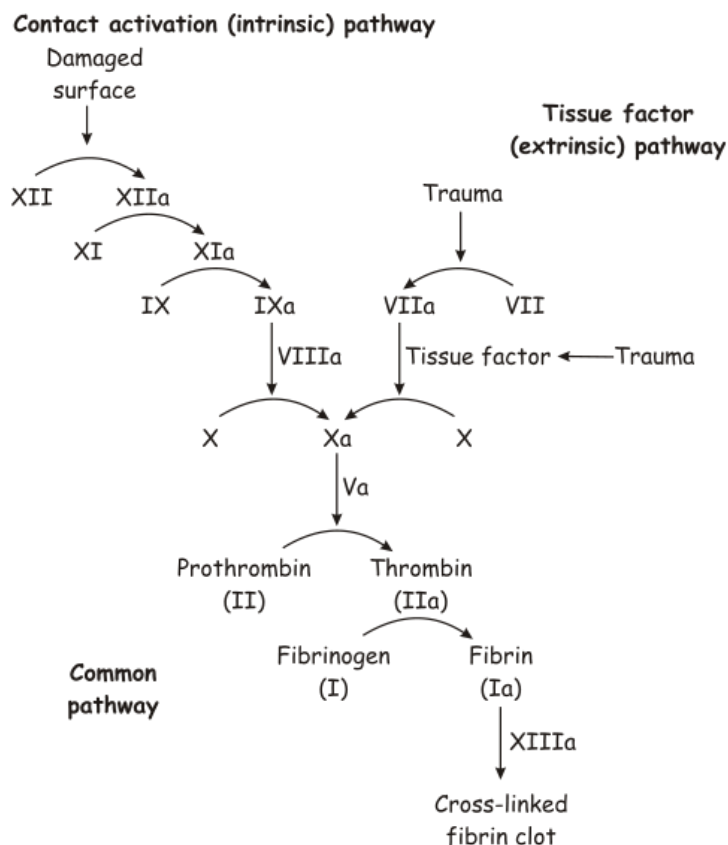 Contact activation (intrinsic) pathway
Damaged
surface
Tissue factor
(extrinsic) pathway
XII
XIIa
Trauma
XI
XIa
IX
IXa
VIIa
VII
VIIIa
Tissue factor
Trauma
X
Xa
X
Va
Prothrombin
(II)
Thrombin
(IIa)
Fibrinogen
(I)
Fibrin
(Ia)
Common
pathway
XIIIa
Cross-linked
fibrin clot